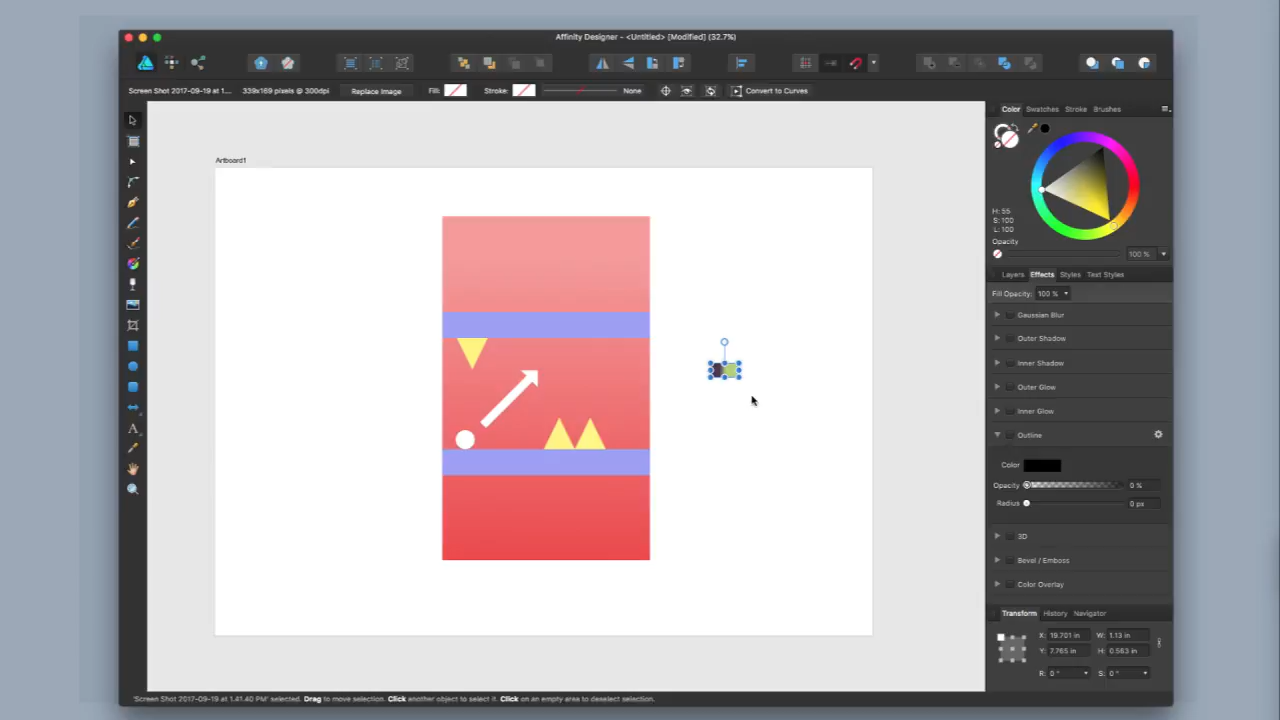 Affinity Designer - <Untitled> [Modified] (32.7%)
Screen Shot 2017-09-19 at 1... 339x169 pixels @ 300dpi Replace Image Fill: Stroke: None Convert to Curves
Artboard1
Color Swatches Stroke Brushes
H: 55
S: 100
L: 100
Opacity
100 %
Layers Effects Styles Text Styles
Fill Opacity: 100 %
Gaussian Blur
Outer Shadow
Inner Shadow
Outer Glow
Inner Glow
Outline
Color
Opacity 0 %
Radius 0 px
3D
Bevel / Emboss
Color Overlay
Transform History Navigator
X: 19.701 in W: 1.13 in
Y: 7.765 in H: 0.563 in
R: 0 ° S: 0 °
'Screen Shot 2017-09-19 at 1.41.40 PM' selected. Drag to move selection. Click another object to select it. Click on an empty area to deselect selection.